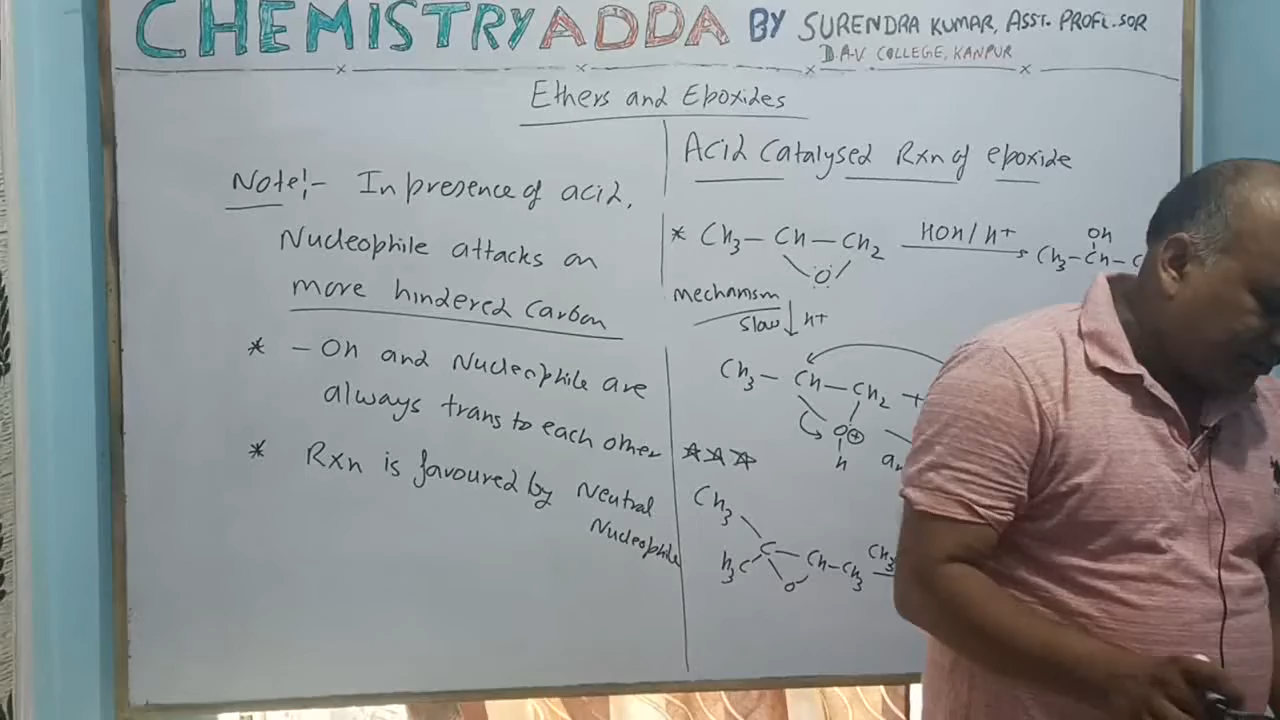 CHEMISTRYADDA BY SURENDRA KUMAR, ASST. PROFE.SOR
D.A.V COLLEGE, KANPUR
Ethers and Epoxides
Note:- In presence of acid,
Nucleophile attacks on
more hindered Carbon
* - OH and Nucleophile are
always trans to each other
* Rxn is favoured by Neutral
Nucleophile
Acid Catalysed Rxn of epoxide
* CH3 - CH - CH2 HOH / H+ OH
CH3-CH-C
O
mechanism
slow H+
CH3 - CH - CH2 +
O⊕
H
CH3
H3C C - CH-CH3 CH3
O